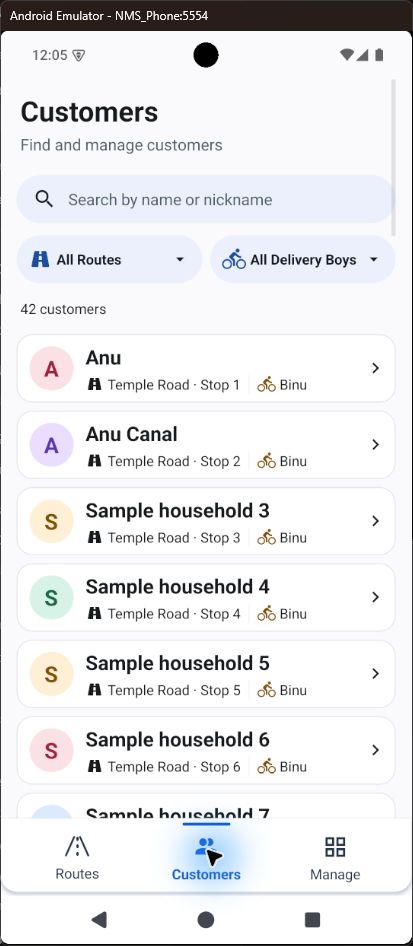 Android Emulator - NMS_Phone:5554
12:05
Customers
Find and manage customers
Search by name or nickname
All Routes
All Delivery Boys
42 customers
A
Anu
Temple Road · Stop 1
Binu
A
Anu Canal
Temple Road · Stop 2
Binu
S
Sample household 3
Temple Road · Stop 3
Binu
S
Sample household 4
Temple Road · Stop 4
Binu
S
Sample household 5
Temple Road · Stop 5
Binu
S
Sample household 6
Temple Road · Stop 6
Binu
Sample household 7
Routes
Customers
Manage